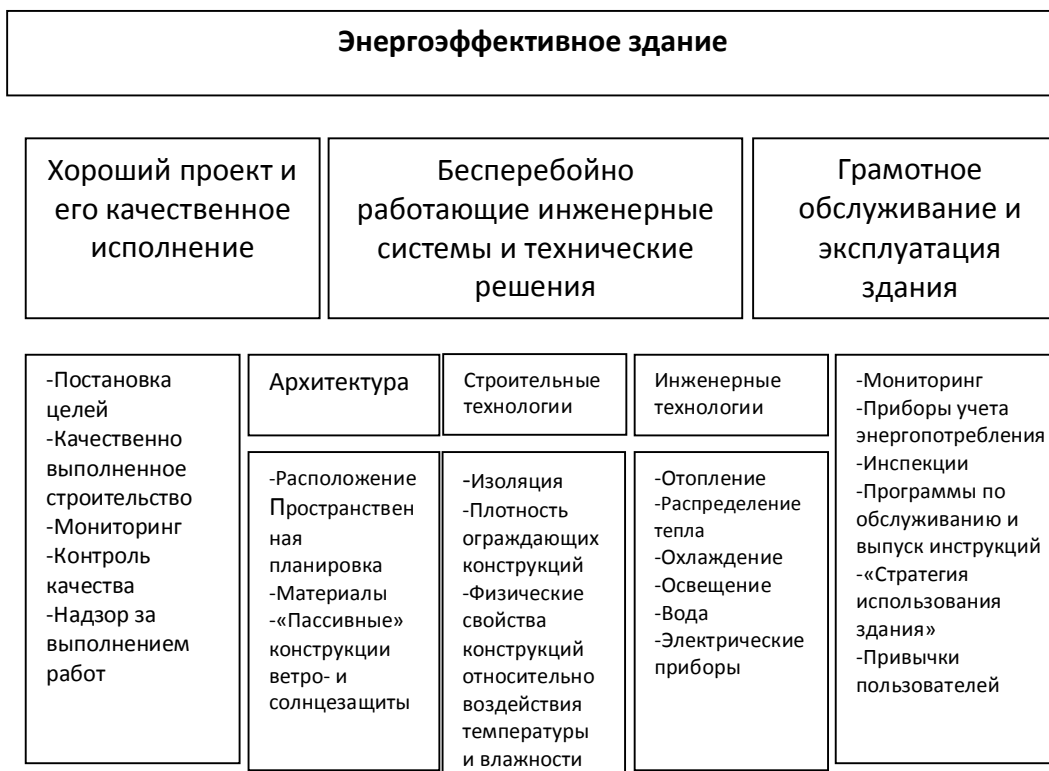 Энергоэффективное здание
Хороший проект и
его качественное
исполнение
Бесперебойно
работающие инженерные
системы и технические
решения
Грамотное
обслуживание и
эксплуатация
здания
-Постановка
целей
-Качественно
выполненное
строительство
-Мониторинг
-Контроль
качества
-Надзор за
выполнением
работ
Архитектура
-Расположение
Пространствен
ная
планировка
-Материалы
-«Пассивные»
конструкции
ветро- и
солнцезащиты
Строительные
технологии
-Изоляция
-Плотность
ограждающих
конструкций
-Физические
свойства
конструкций
относительно
воздействия
температуры
и влажности
Инженерные
технологии
-Отопление
-Распределение
тепла
-Охлаждение
-Освещение
-Вода
-Электрические
приборы
-Мониторинг
-Приборы учета
энергопотребления
-Инспекции
-Программы по
обслуживанию и
выпуск инструкций
-«Стратегия
использования
здания»
-Привычки
пользователей